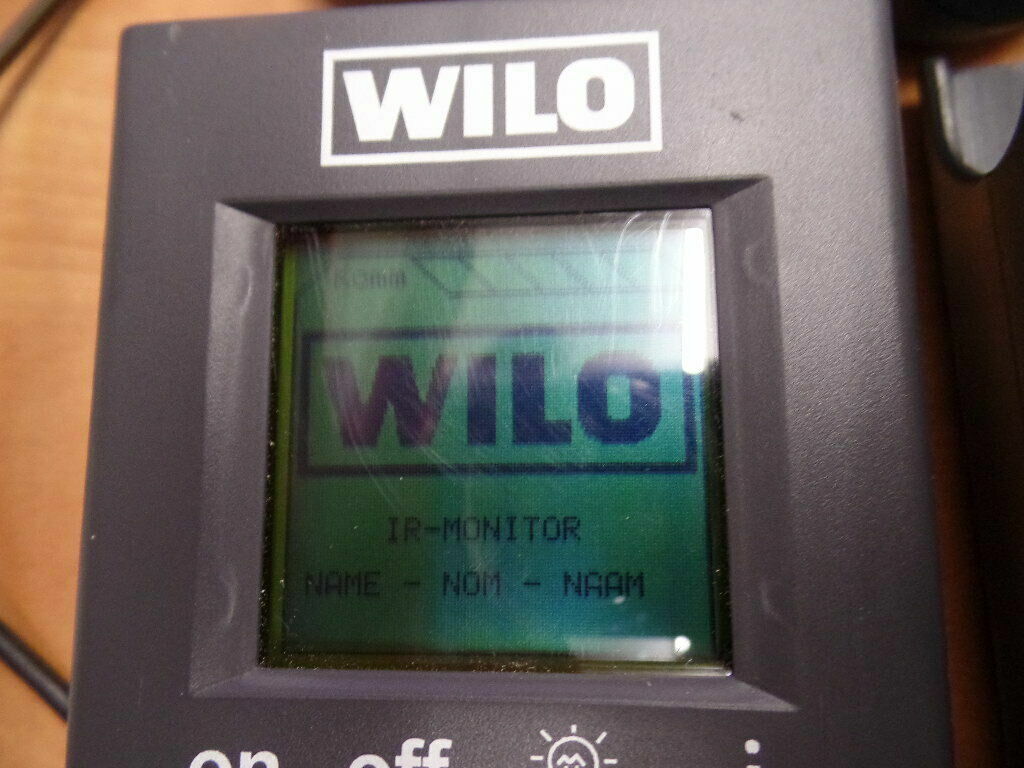 WILO
Komm
WILO
IR-MONITOR
NAME - NOM - NAAM
on off i